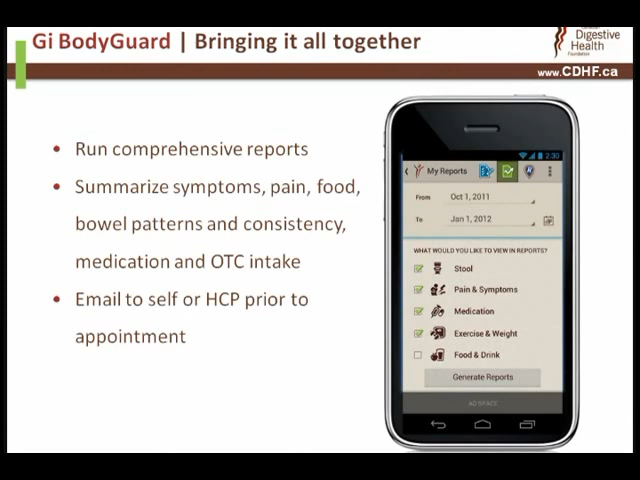 Gi BodyGuard | Bringing it all together
Digestive
Health
Foundation
www.CDHF.ca
• Run comprehensive reports
• Summarize symptoms, pain, food,
bowel patterns and consistency,
medication and OTC intake
• Email to self or HCP prior to
appointment
2:30
My Reports
From Oct 1, 2011
To Jan 1, 2012
WHAT WOULD YOU LIKE TO VIEW IN REPORTS?
Stool
Pain & Symptoms
Medication
Exercise & Weight
Food & Drink
Generate Reports
AD SPACE